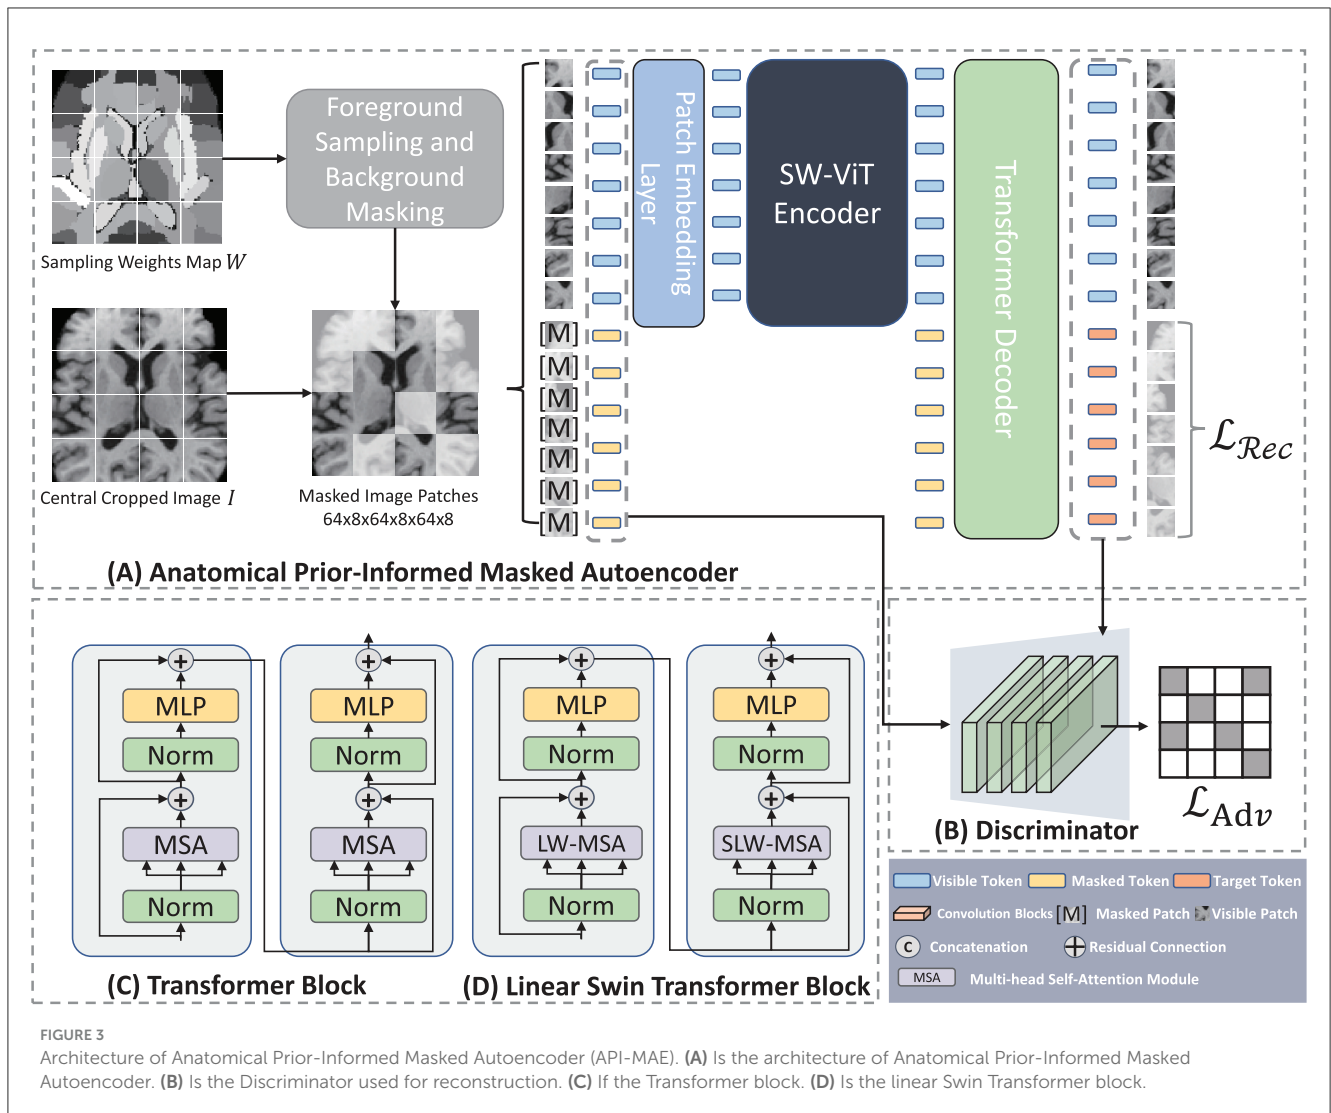 Foreground
Sampling and
Background
Masking
Sampling Weights Map W
Central Cropped Image I
Masked Image Patches
64x8x64x8x64x8
[M]
[M]
[M]
[M]
[M]
[M]
[M]
Patch Embedding
Layer
SW-ViT
Encoder
Transformer Decoder
ℒRec
(A) Anatomical Prior-Informed Masked Autoencoder
+
MLP
Norm
+
MSA
Norm
+
MLP
Norm
+
MSA
Norm
(C) Transformer Block
+
MLP
Norm
+
LW-MSA
Norm
+
MLP
Norm
+
SLW-MSA
Norm
(D) Linear Swin Transformer Block
ℒAdv
(B) Discriminator
Visible Token Masked Token Target Token
Convolution Blocks [M] Masked Patch Visible Patch
C Concatenation + Residual Connection
MSA Multi-head Self-Attention Module
FIGURE 3
Architecture of Anatomical Prior-Informed Masked Autoencoder (API-MAE). (A) Is the architecture of Anatomical Prior-Informed Masked
Autoencoder. (B) Is the Discriminator used for reconstruction. (C) If the Transformer block. (D) Is the linear Swin Transformer block.